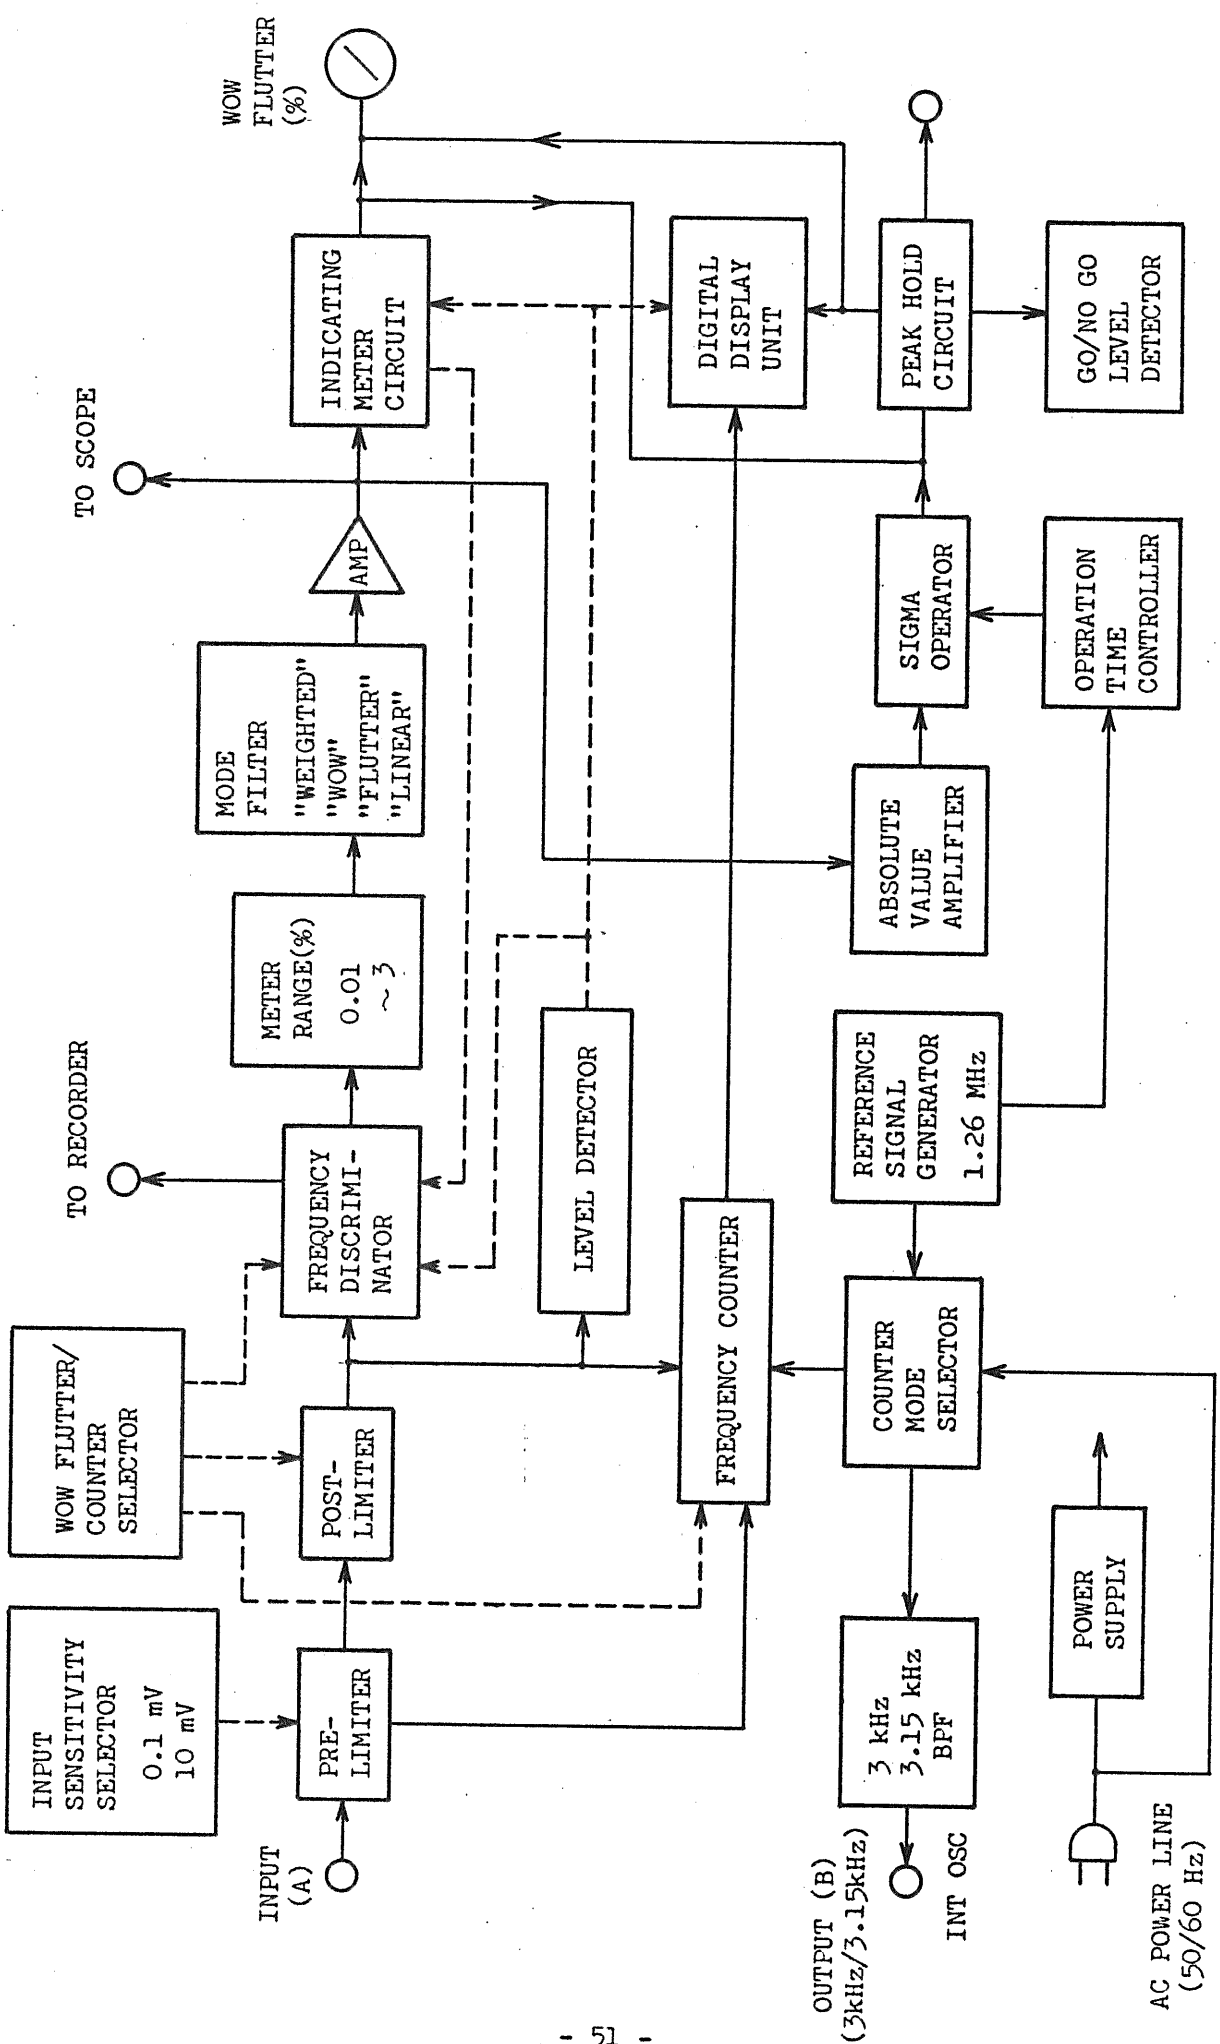 INPUT
SENSITIVITY
SELECTOR
0.1 mV
10 mV
WOW FLUTTER/
COUNTER
SELECTOR
TO RECORDER
TO SCOPE
WOW
FLUTTER
(%)
INPUT
(A)
PRE-
LIMITER
POST-
LIMITER
FREQUENCY
DISCRIMI-
NATOR
METER
RANGE(%)
0.01
~ 3
MODE
FILTER
"WEIGHTED"
"WOW"
"FLUTTER"
"LINEAR"
AMP
INDICATING
METER
CIRCUIT
LEVEL DETECTOR
FREQUENCY COUNTER
DIGITAL
DISPLAY
UNIT
OUTPUT (B)
(3kHz/3.15kHz)
INT OSC
3 kHz
3.15 kHz
BPF
COUNTER
MODE
SELECTOR
REFERENCE
SIGNAL
GENERATOR
1.26 MHz
ABSOLUTE
VALUE
AMPLIFIER
SIGMA
OPERATOR
PEAK HOLD
CIRCUIT
AC POWER LINE
(50/60 Hz)
POWER
SUPPLY
OPERATION
TIME
CONTROLLER
GO/NO GO
LEVEL
DETECTOR
- 51 -